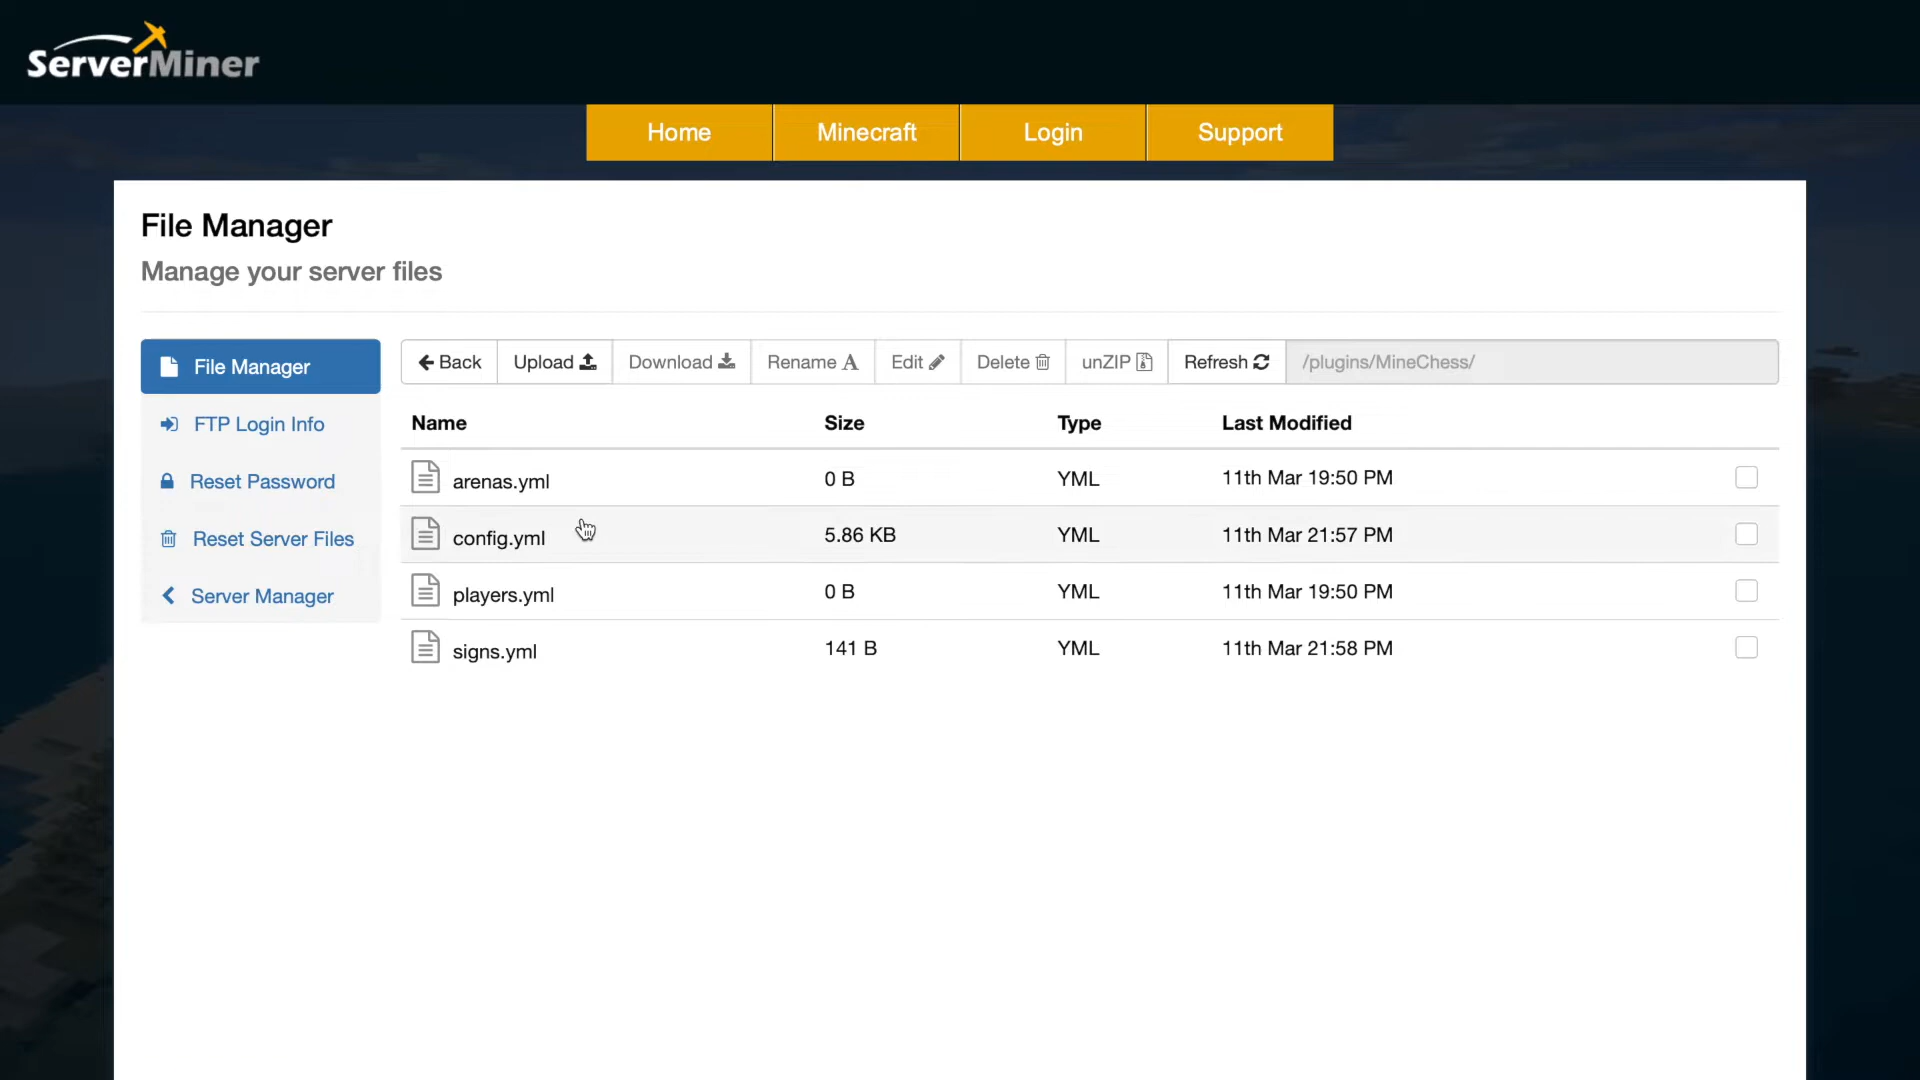 ServerMiner
Home Minecraft Login Support
File Manager
Manage your server files
File Manager
FTP Login Info
Reset Password
Reset Server Files
Server Manager
Back Upload Download Rename Edit Delete unZIP Refresh /plugins/MineChess/
Name Size Type Last Modified
arenas.yml 0 B YML 11th Mar 19:50 PM
config.yml 5.86 KB YML 11th Mar 21:57 PM
players.yml 0 B YML 11th Mar 19:50 PM
signs.yml 141 B YML 11th Mar 21:58 PM